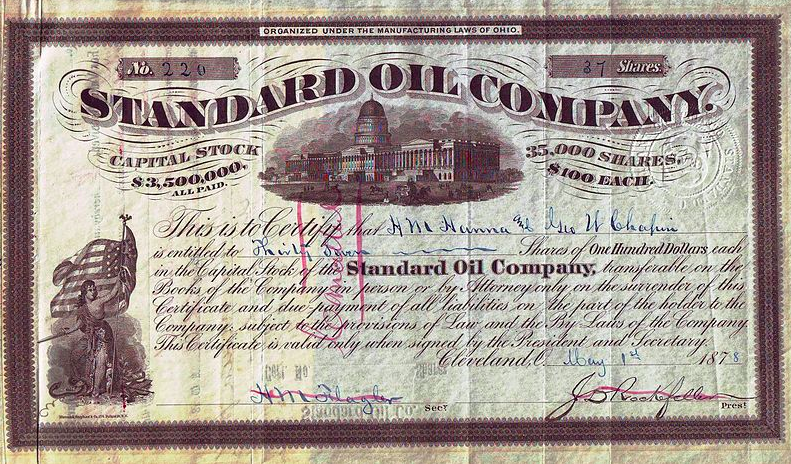 ORGANIZED UNDER THE MANUFACTURING LAWS OF OHIO.
No. 220
37 Shares.
STANDARD OIL COMPANY.
CAPITAL STOCK
$3,500,000,
ALL PAID.
35,000 SHARES,
$100 EACH.
This is to Certify that H M Hanna & Geo W Chapin
is entitled to Thirty Seven Shares of One Hundred Dollars each
in the Capital Stock of the Standard Oil Company, transferable on the
Books of the Company in person or by Attorney only on the surrender of this
Certificate and due payment of all liabilities on the part of the holder to the
Company, subject to the provisions of Law and the By Laws of the Company.
This Certificate is valid only when signed by the President and Secretary.
Cleveland, O. May 1st 1878
H M Flagler Secy
J D Rockefeller Prest
Standard Oil Co.